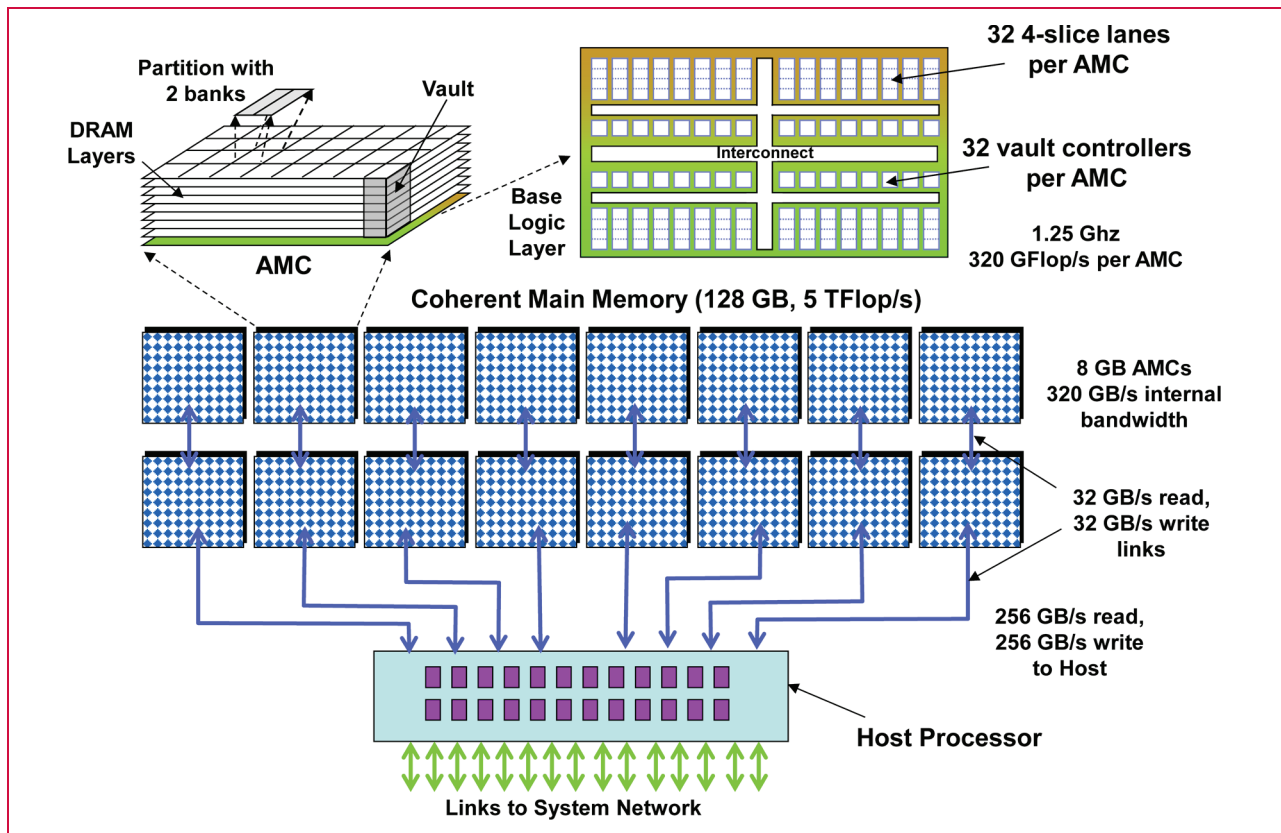 Partition with
2 banks
Vault
DRAM
Layers
AMC
Base
Logic
Layer
Interconnect
32 4-slice lanes
per AMC
32 vault controllers
per AMC
1.25 Ghz
320 GFlop/s per AMC
Coherent Main Memory (128 GB, 5 TFlop/s)
8 GB AMCs
320 GB/s internal
bandwidth
32 GB/s read,
32 GB/s write
links
256 GB/s read,
256 GB/s write
to Host
Host Processor
Links to System Network